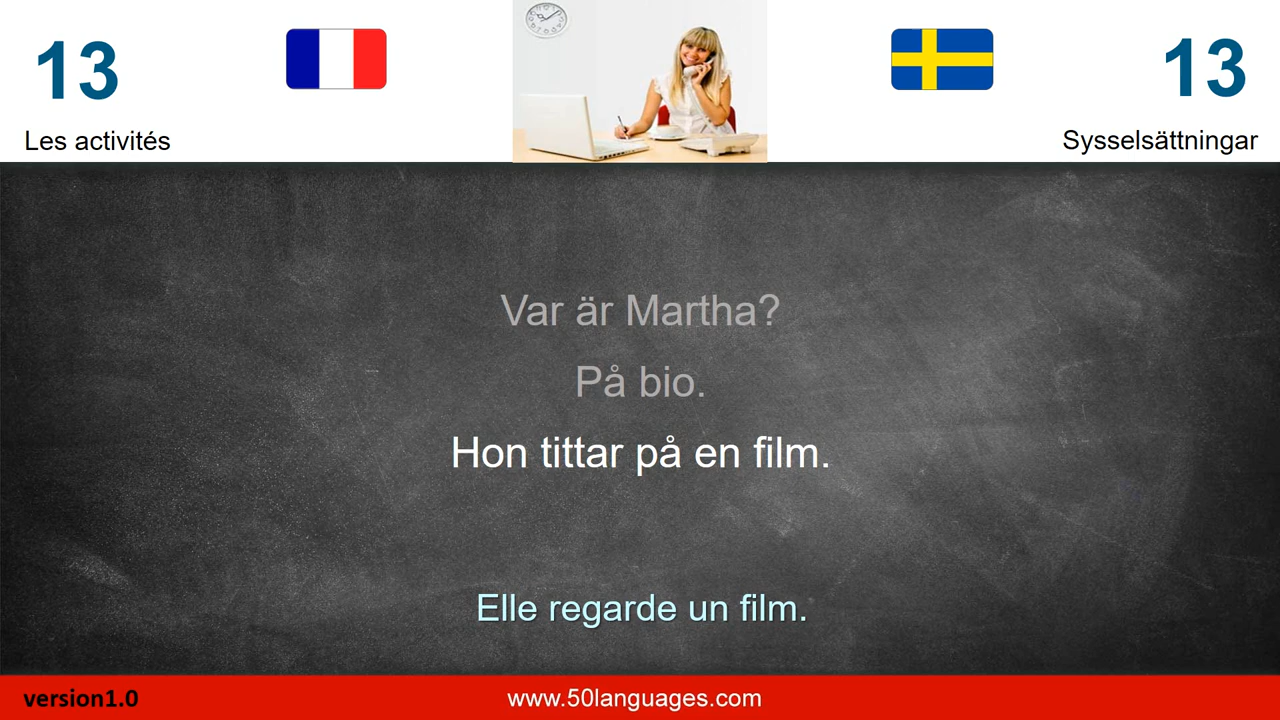 13
Les activités
13
Sysselsättningar
Var är Martha?
På bio.
Hon tittar på en film.
Elle regarde un film.
version1.0
www.50languages.com